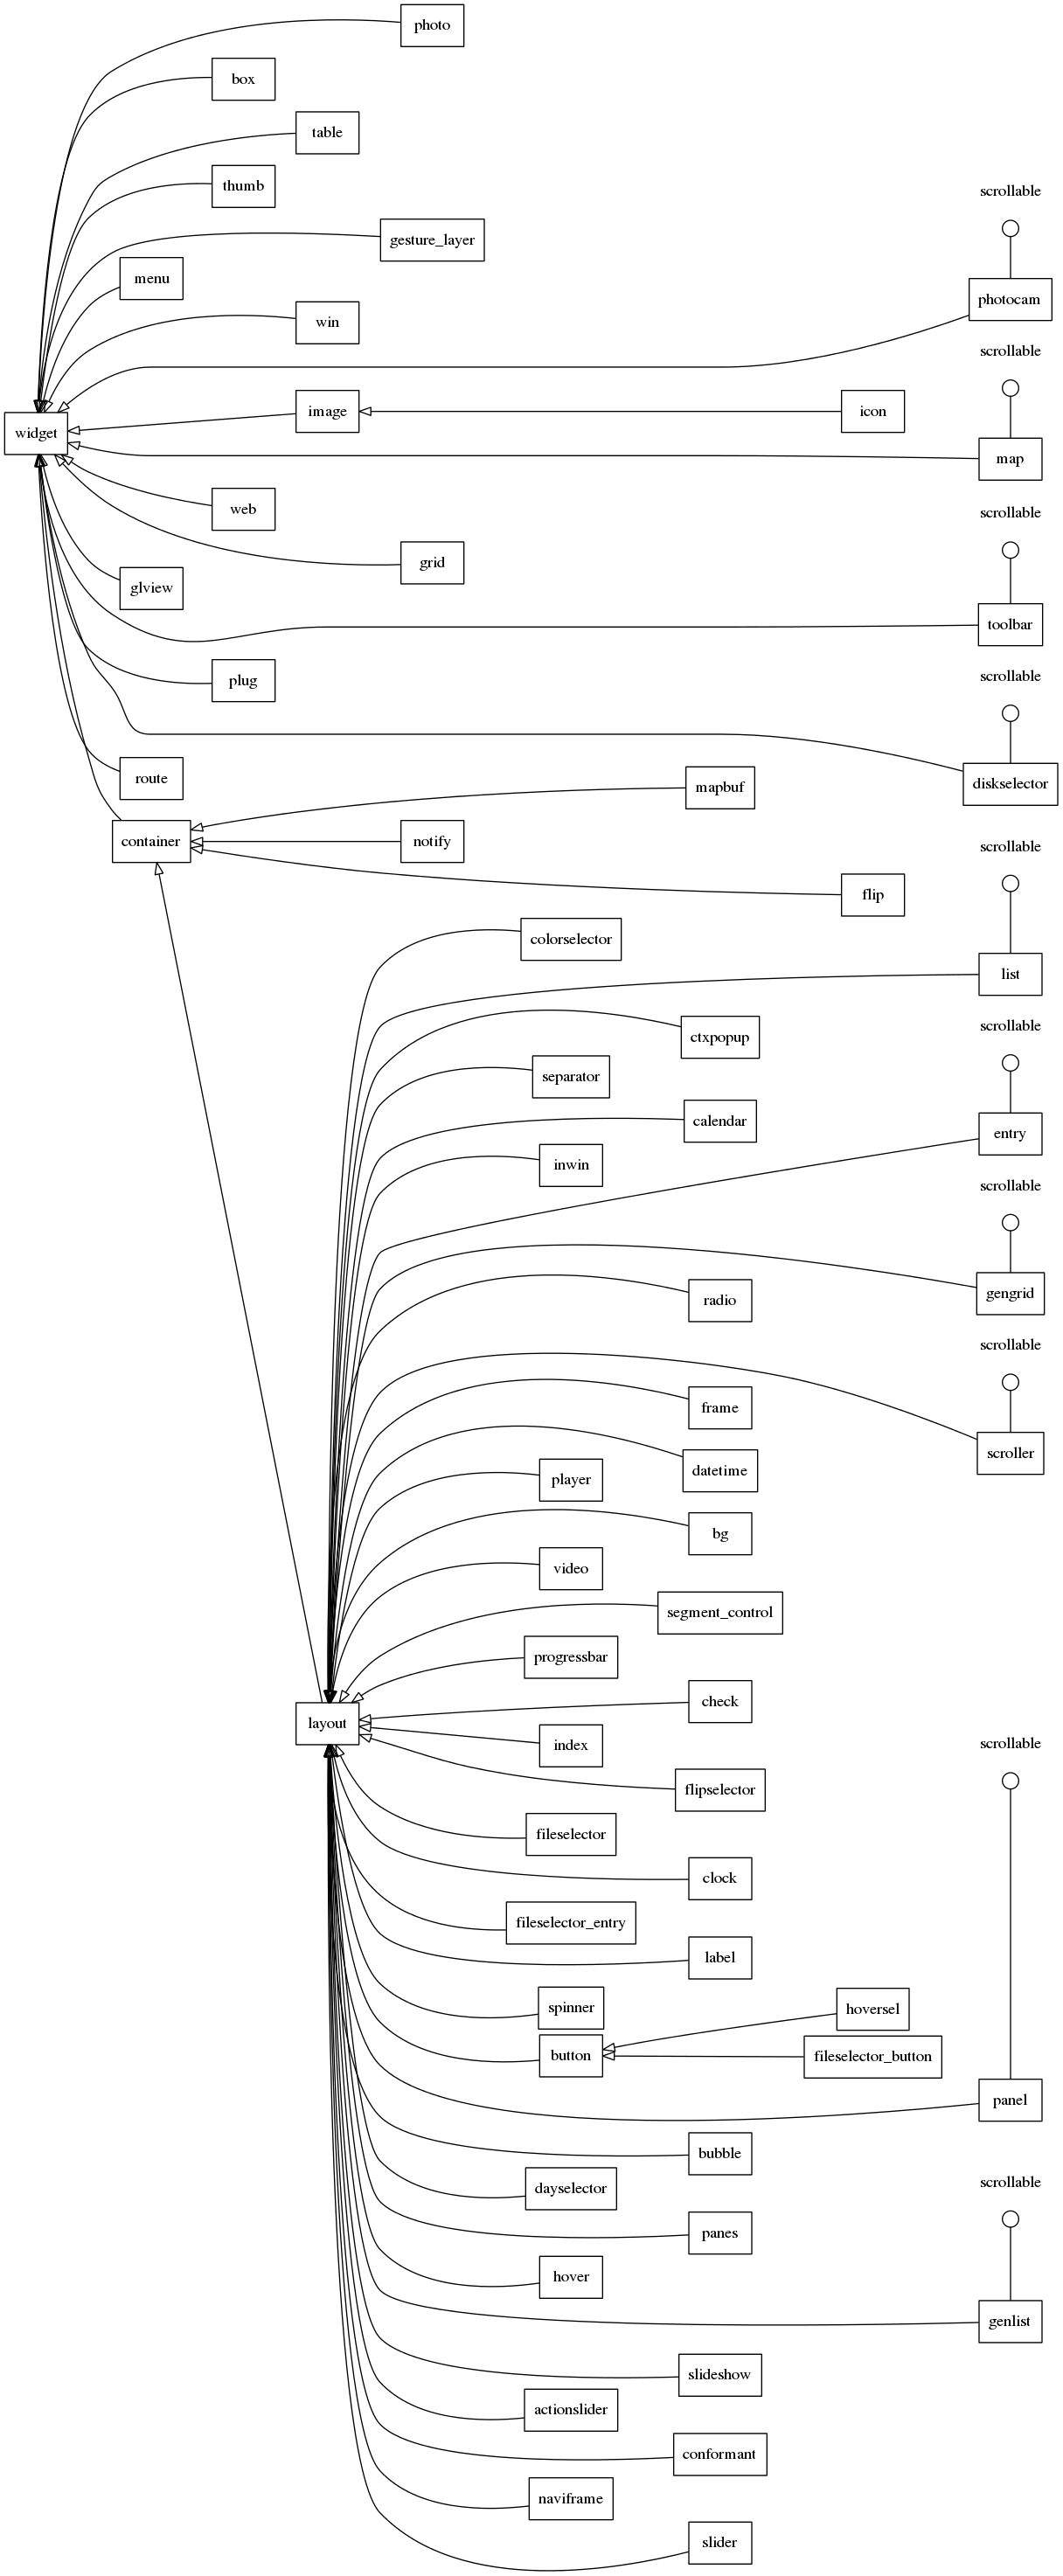 photo
box
table
thumb
scrollable
gesture_layer
menu
photocam
win
scrollable
image
icon
widget
map
web
scrollable
grid
glview
toolbar
scrollable
plug
route
diskselector
mapbuf
container
notify
scrollable
flip
colorselector
list
scrollable
ctxpopup
separator
calendar
entry
inwin
scrollable
gengrid
radio
scrollable
frame
scroller
datetime
player
bg
video
segment_control
progressbar
check
layout
index
scrollable
flipselector
fileselector
clock
fileselector_entry
label
spinner
hoversel
button
fileselector_button
panel
bubble
scrollable
dayselector
panes
hover
genlist
slideshow
actionslider
conformant
naviframe
slider